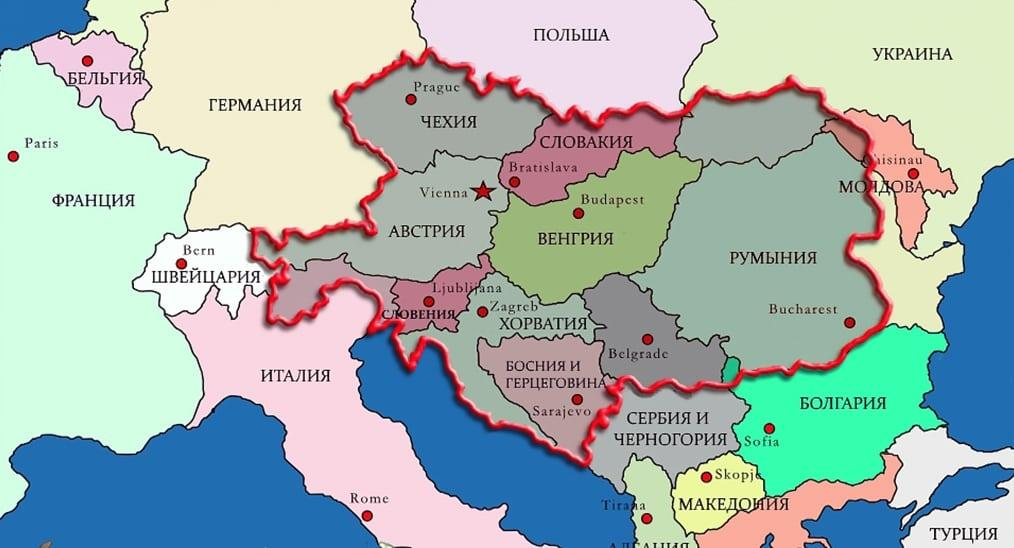 ПОЛЬША
УКРАИНА
БЕЛЬГИЯ
Prague
ГЕРМАНИЯ
ЧЕХИЯ
Paris
СЛОВАКИЯ
Chisinau
Bratislava
МОЛДОВА
Vienna
ФРАНЦИЯ
Budapest
АВСТРИЯ
ВЕНГРИЯ
Bern
РУМЫНИЯ
ШВЕЙЦАРИЯ
Ljubljana
Zagreb
Bucharest
СЛОВЕНИЯ
ХОРВАТИЯ
Belgrade
БОСНИЯ И
ГЕРЦЕГОВИНА
ИТАЛИЯ
БОЛГАРИЯ
Sarajevo
СЕРБИЯ И
ЧЕРНОГОРИЯ
Sofia
Skopje
Rome
Tirana
МАКЕДОНИЯ
ТУРЦИЯ